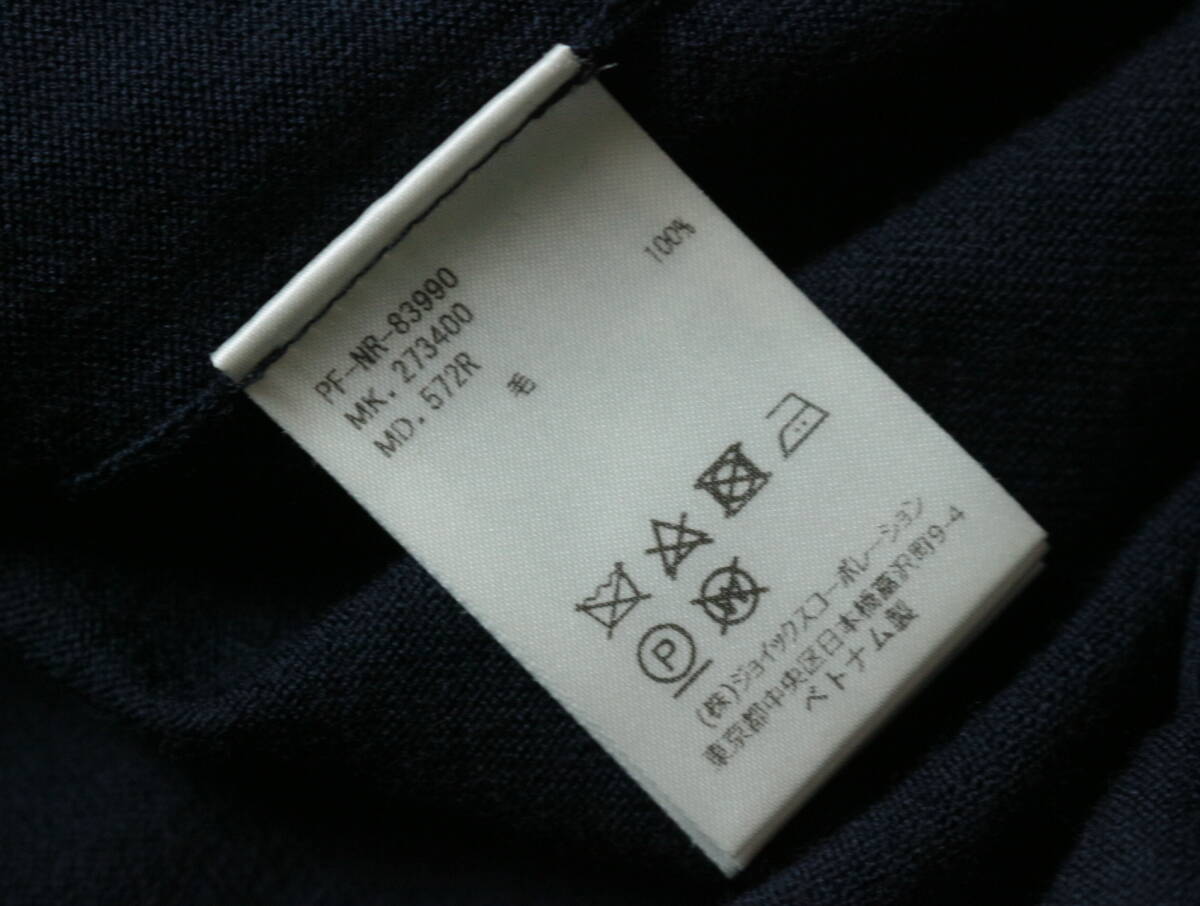 PF-NR-83990
MK. 273400
MD. 572R
毛 100%
P
W
(株)ジョイックスコーポレーション
東京都中央区日本橋富沢町9-4
ベトナム製